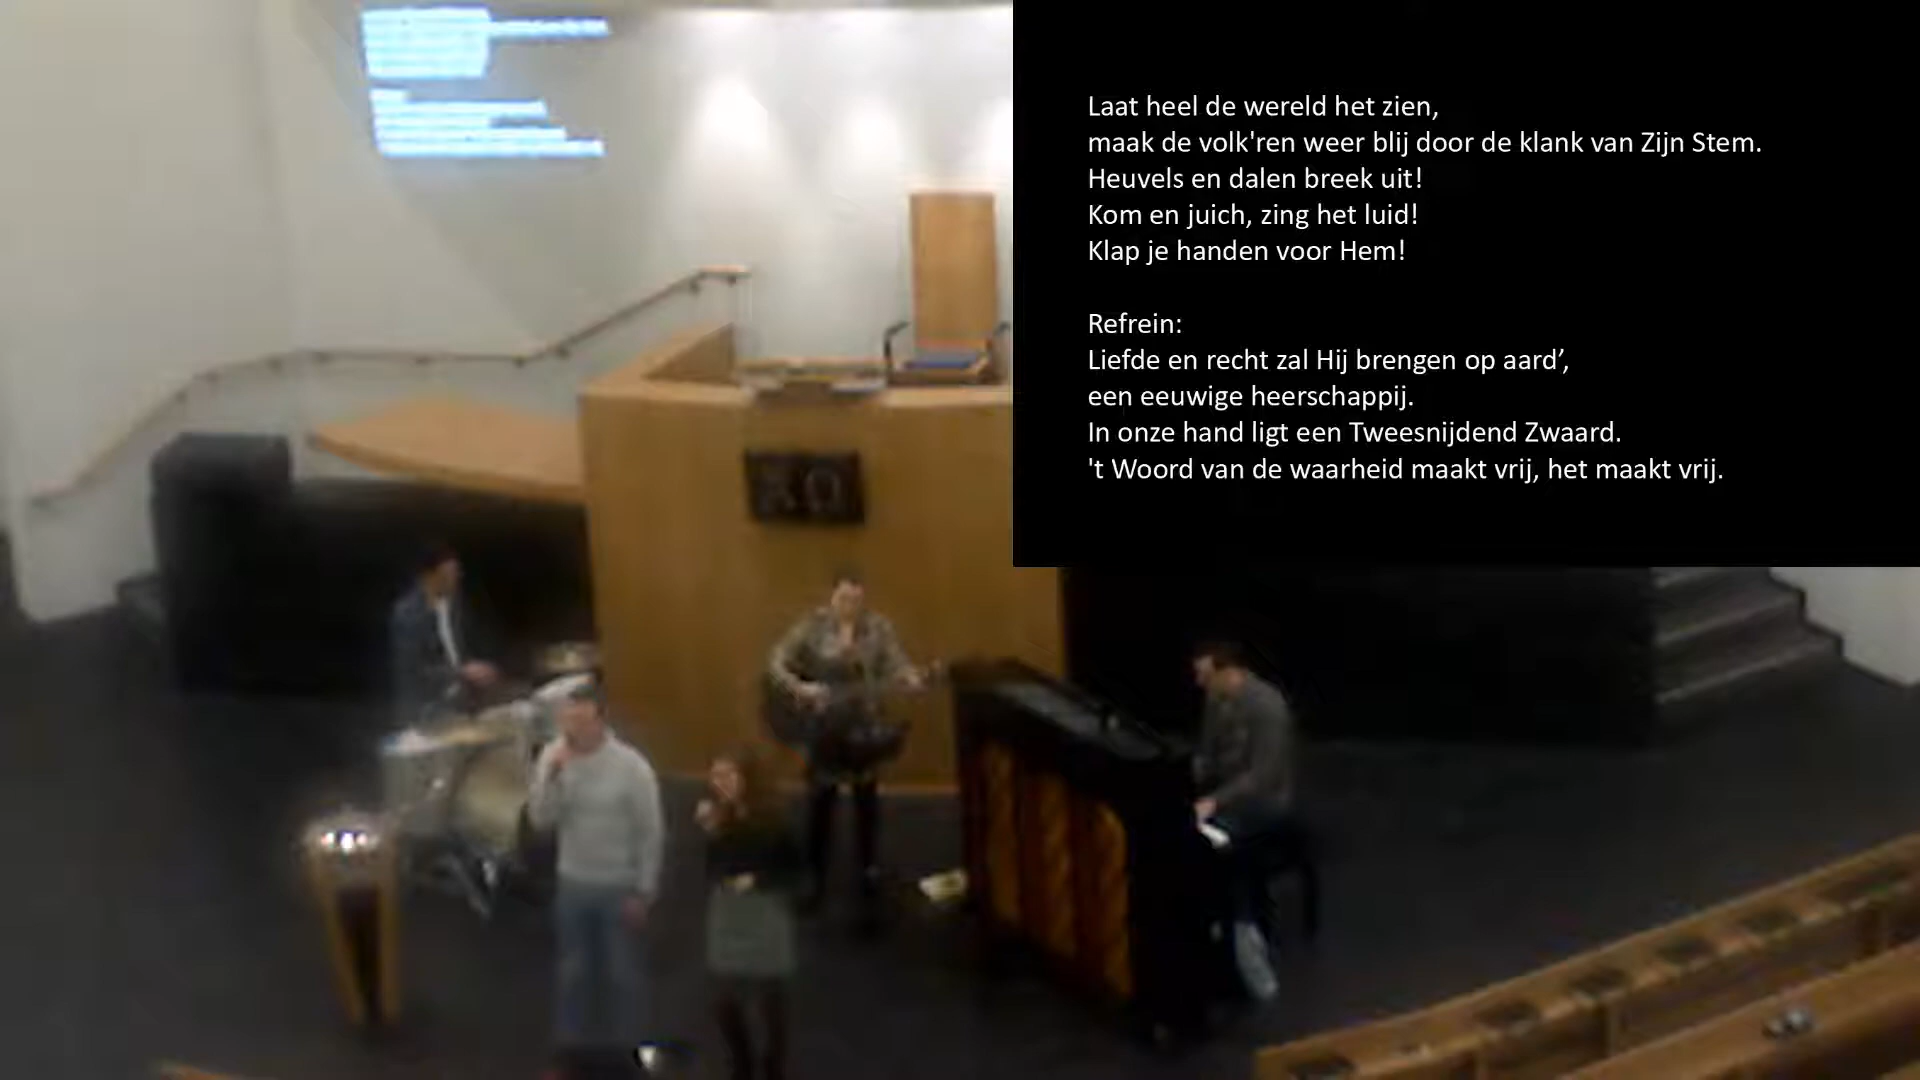 Laat heel de wereld het zien,
maak de volk'ren weer blij door de klank van Zijn Stem.
Heuvels en dalen breek uit!
Kom en juich, zing het luid!
Klap je handen voor Hem!
Refrein:
Liefde en recht zal Hij brengen op aard’,
een eeuwige heerschappij.
In onze hand ligt een Tweesnijdend Zwaard.
't Woord van de waarheid maakt vrij, het maakt vrij.
Ω